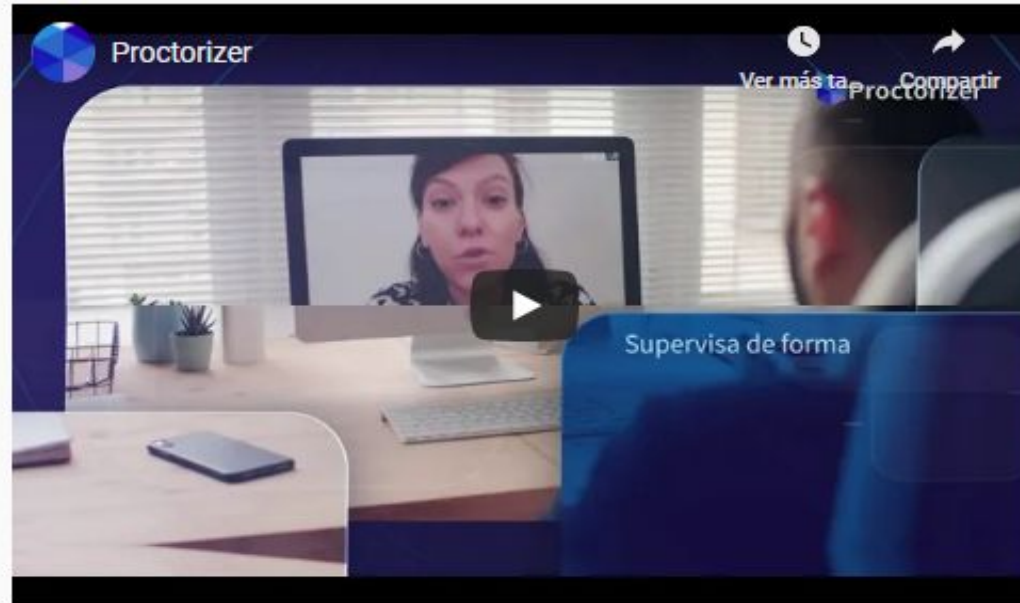 Proctorizer
Ver más ta
Compartir
Proctorizer
Supervisa de forma